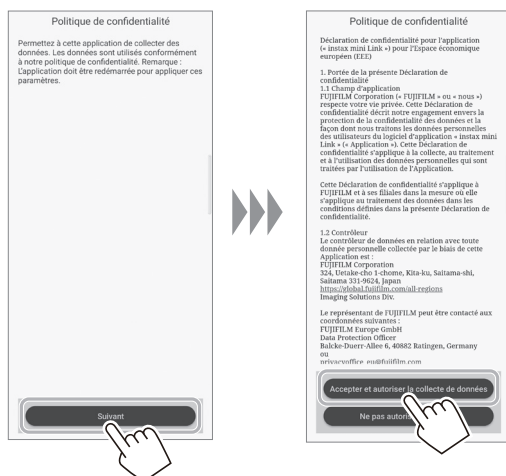 Politique de confidentialité
Permettez à cette application de collecter des
données. Les données sont utilisés conformément
à notre politique de confidentialité. Remarque :
L'application doit être redémarrée pour appliquer ces
paramètres.
Suivant
Politique de confidentialité
Déclaration de confidentialité pour l'application
(« instax mini Link ») pour l'Espace économique
européen (EEE)
1. Portée de la présente Déclaration de
confidentialité
1.1 Champ d'application
FUJIFILM Corporation (« FUJIFILM » ou « nous »)
respecte votre vie privée. Cette Déclaration de
confidentialité décrit notre engagement envers la
protection de la confidentialité des données et la
façon dont nous traitons les données personnelles
des utilisateurs du logiciel d'application « instax mini
Link » (« Application »). Cette Déclaration de
confidentialité s'applique à la collecte, au traitement
et à l'utilisation des données personnelles qui sont
traitées par l'utilisation de l'Application.
Cette Déclaration de confidentialité s'applique à
FUJIFILM et à ses filiales dans la mesure où elle
s'applique au traitement des données dans les
conditions définies dans la présente Déclaration de
confidentialité.
1.2 Contrôleur
Le contrôleur de données en relation avec toute
donnée personnelle collectée par le biais de cette
Application est :
FUJIFILM Corporation
324, Uetake-cho 1-chome, Kita-ku, Saitama-shi,
Saitama 331-9624, Japan
https://global.fujifilm.com/all-regions
Imaging Solutions Div.
Le représentant de FUJIFILM peut être contacté aux
coordonnées suivantes :
FUJIFILM Europe GmbH
Data Protection Officer
Balcke-Duerr-Allee 6, 40882 Ratingen, Germany
ou
privacyoffice_eu@fujifilm.com
Accepter et autoriser la collecte de données
Ne pas autoris